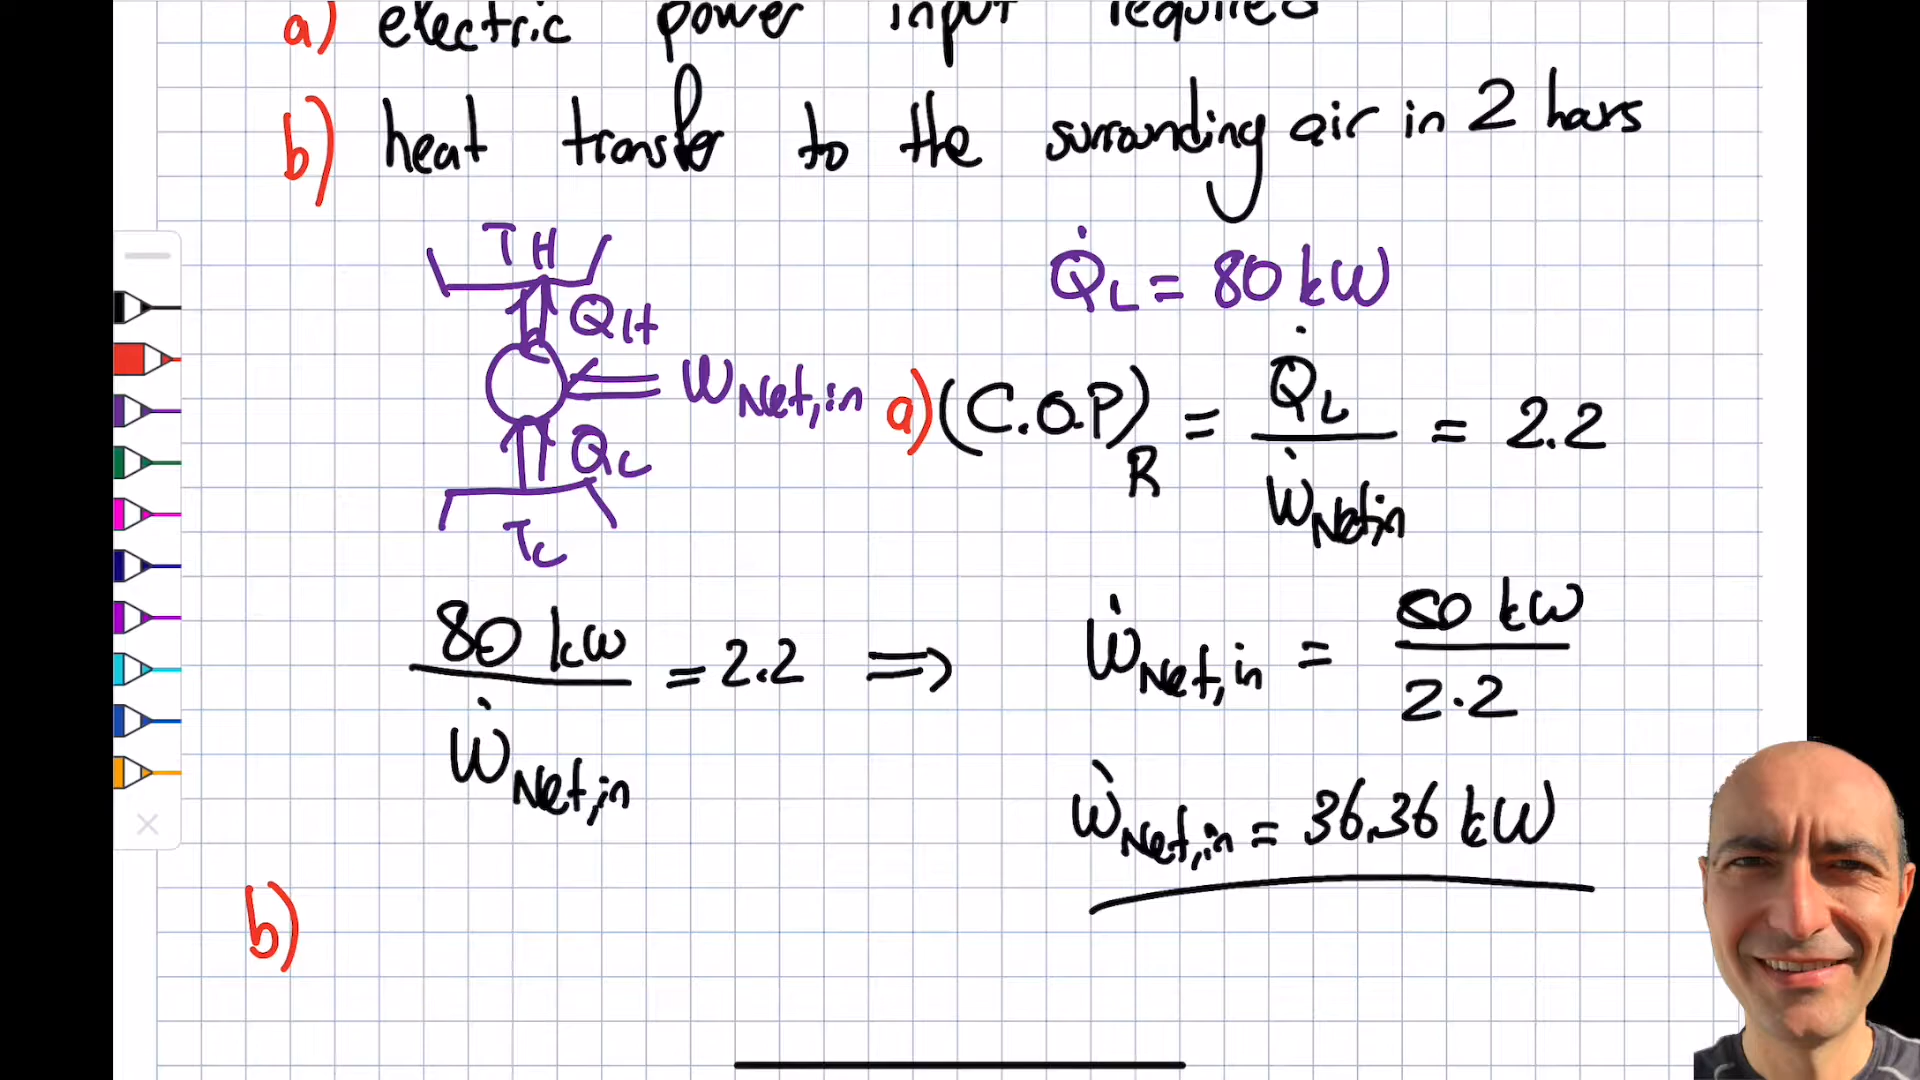 a) electric power input required
b) heat transfer to the surrounding air in 2 hours
TH
QH
WNet,in
QL
TC
Q̇L = 80 kW
a) (C.O.P)R = Q̇L / ẆNet,in = 2.2
80 kW / ẆNet,in = 2.2 ⇒ ẆNet,in = 80 kW / 2.2
ẆNet,in = 36.36 kW
b)